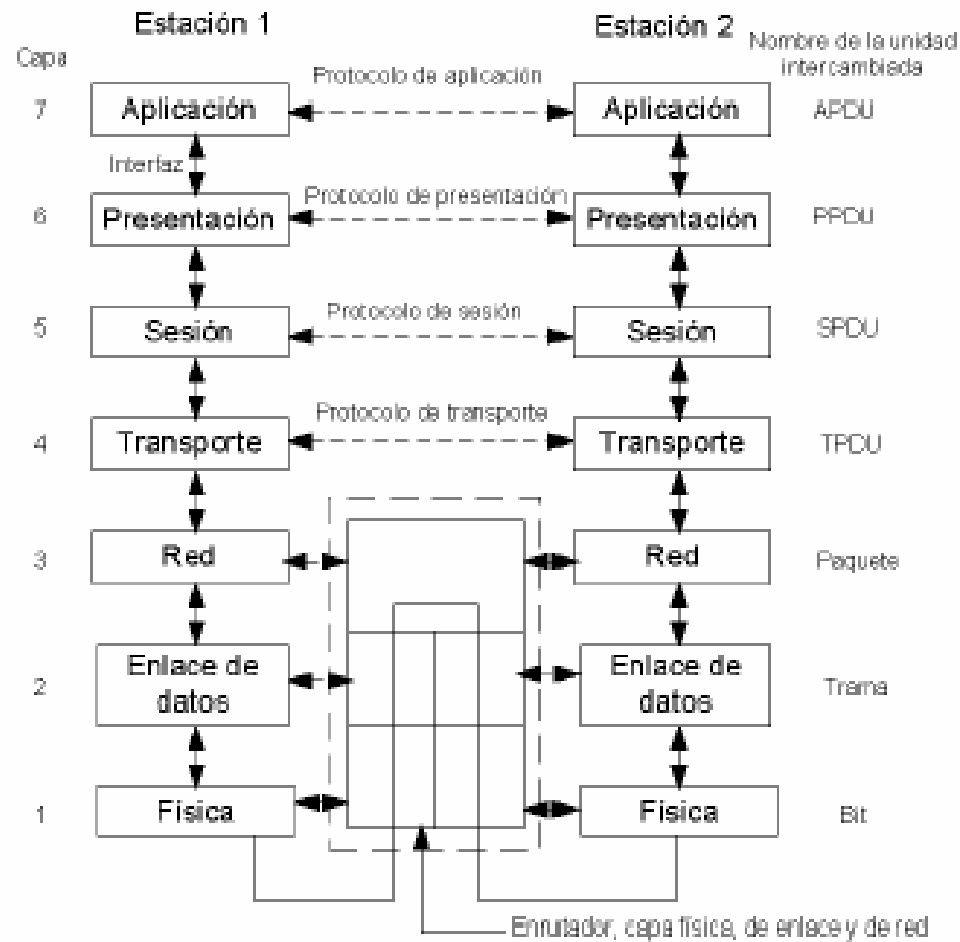 Estación 1
Estación 2
Nombre de la unidad
intercambiada
Capa
7
Aplicación
Protocolo de aplicación
Aplicación
APDU
Interfaz
6
Presentación
Protocolo de presentación
Presentación
PPDU
5
Sesión
Protocolo de sesión
Sesión
SPDU
4
Transporte
Protocolo de transporte
Transporte
TPDU
3
Red
Red
Paquete
2
Enlace de
datos
Enlace de
datos
Trama
1
Física
Física
Bit
Enrutador, capa física, de enlace y de red